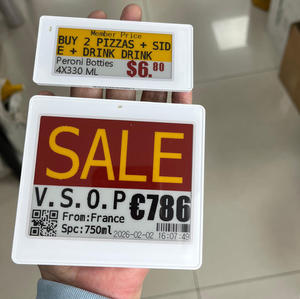 Member Price
BUY 2 PIZZAS + SID
E + DRINK DRINK
Peroni Botties
4X330 ML
$6.80
SALE
V.S.O.P
€786
From:France
Spc:750ml
2026-02-02 16:07:49